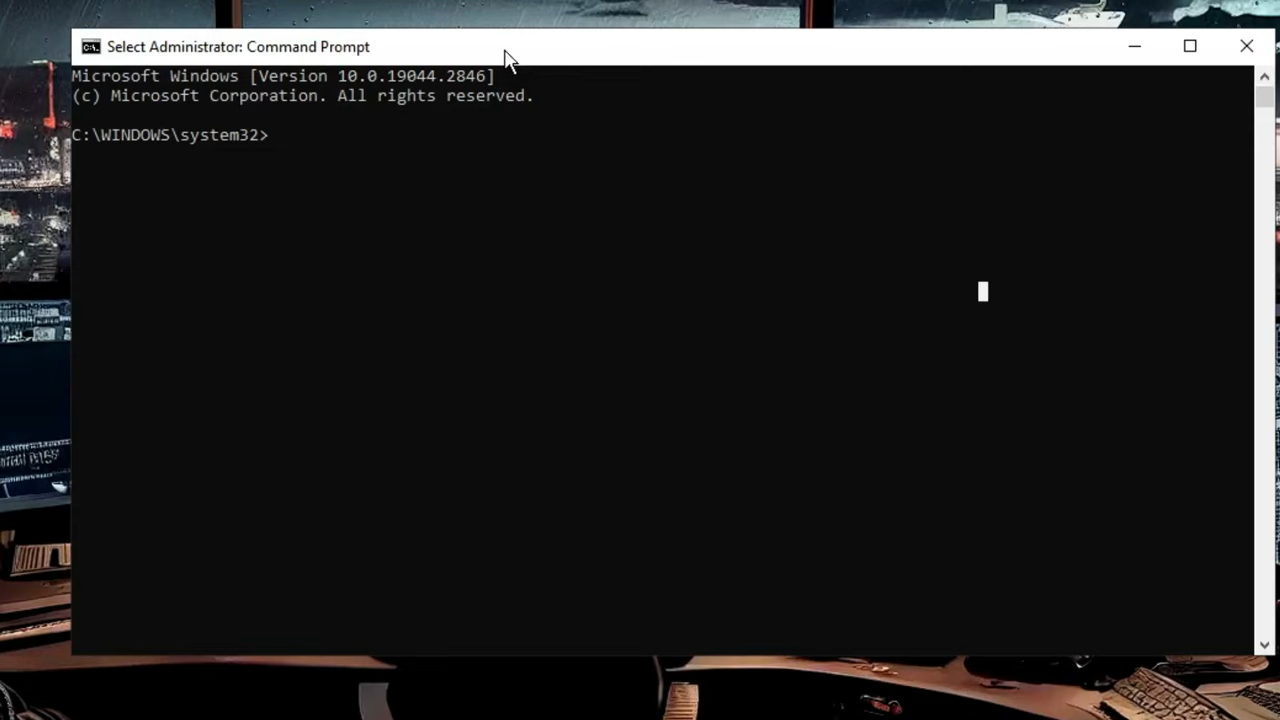 Select Administrator: Command Prompt
Microsoft Windows [Version 10.0.19044.2846]
(c) Microsoft Corporation. All rights reserved.
C:\WINDOWS\system32>